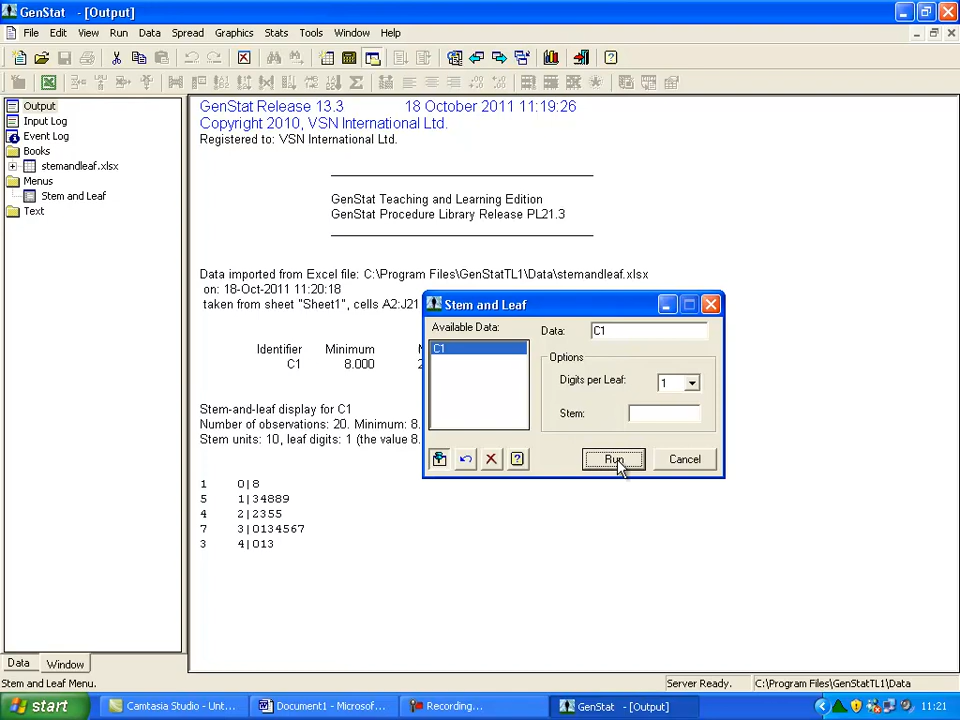 GenStat - [Output]
File Edit View Run Data Spread Graphics Stats Tools Window Help
Output
Input Log
Event Log
Books
stemandleaf.xlsx
Menus
Stem and Leaf
Text
GenStat Release 13.3 18 October 2011 11:19:26
Copyright 2010, VSN International Ltd.
Registered to: VSN International Ltd.
GenStat Teaching and Learning Edition
GenStat Procedure Library Release PL21.3
Data imported from Excel file: C:\Program Files\GenStatTL1\Data\stemandleaf.xlsx
on: 18-Oct-2011 11:20:18
taken from sheet "Sheet1", cells A2:J21
Identifier Minimum
C1 8.000
Stem-and-leaf display for C1
Number of observations: 20. Minimum: 8.
Stem units: 10, leaf digits: 1 (the value 8.
1 0|8
5 1|34889
4 2|2355
7 3|0134567
3 4|013
Stem and Leaf
Available Data:
C1
Data: C1
Options
Digits per Leaf: 1
Stem:
Run Cancel
Data Window
Stem and Leaf Menu. Server Ready. C:\Program Files\GenStatTL1\Data
start Camtasia Studio - Unt... Document1 - Microsof... Recording... GenStat - [Output] 11:21